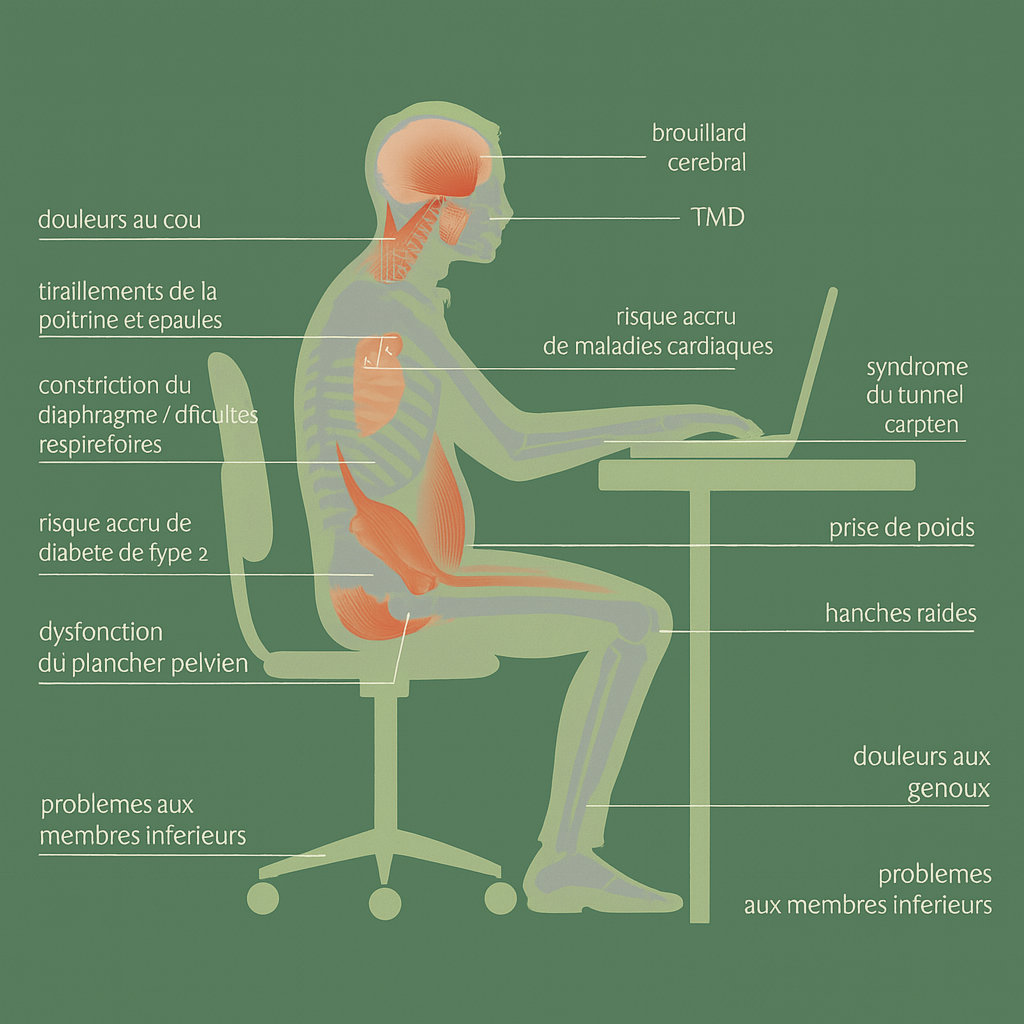 brouillard
cerebral
TMD
douleurs au cou
tiraillements de la
poitrine et epaules
risque accru
de maladies cardiaques
syndrome
du tunnel
carpten
constriction du
diaphragme / dficultes
respirefoires
risque accru de
diabete de fype 2
prise de poids
hanches raides
dysfonction
du plancher pelvien
douleurs aux
genoux
problemes aux
membres inferieurs
problemes
aux membres inferieurs